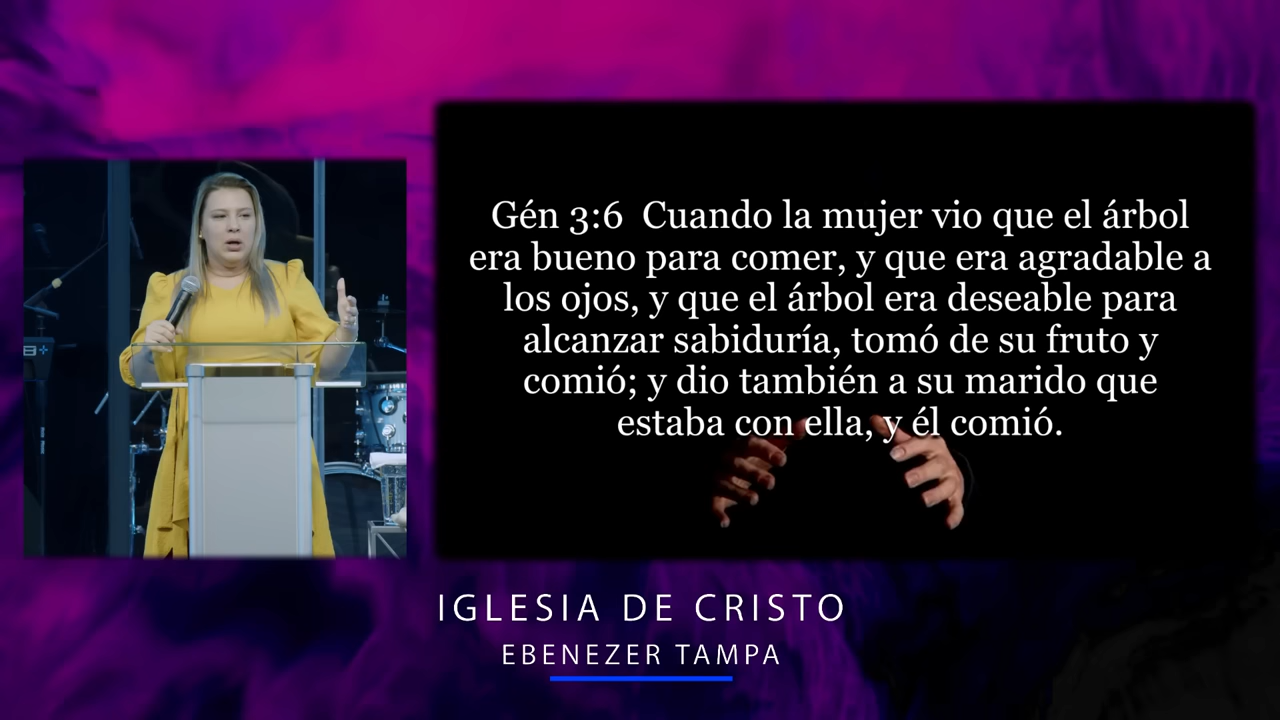 Gén 3:6  Cuando la mujer vio que el árbol
era bueno para comer, y que era agradable a
los ojos, y que el árbol era deseable para
alcanzar sabiduría, tomó de su fruto y
comió; y dio también a su marido que
estaba con ella, y él comió.
IGLESIA DE CRISTO
EBENEZER TAMPA